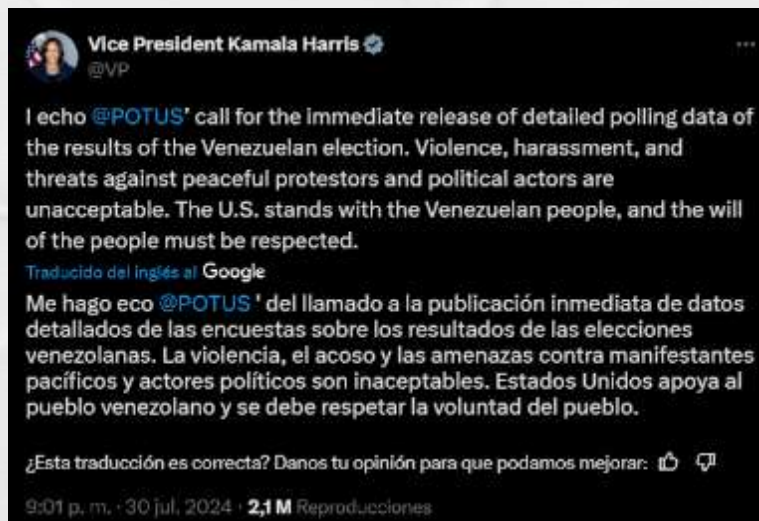 Vice President Kamala Harris
@VP
I echo @POTUS' call for the immediate release of detailed polling data of
the results of the Venezuelan election. Violence, harassment, and
threats against peaceful protestors and political actors are
unacceptable. The U.S. stands with the Venezuelan people, and the will
of the people must be respected.
Traducido del inglés al Google
Me hago eco @POTUS ' del llamado a la publicación inmediata de datos
detallados de las encuestas sobre los resultados de las elecciones
venezolanas. La violencia, el acoso y las amenazas contra manifestantes
pacíficos y actores políticos son inaceptables. Estados Unidos apoya al
pueblo venezolano y se debe respetar la voluntad del pueblo.
¿Esta traducción es correcta? Danos tu opinión para que podamos mejorar:
9:01 p. m. · 30 jul. 2024 · 2,1 M Reproducciones